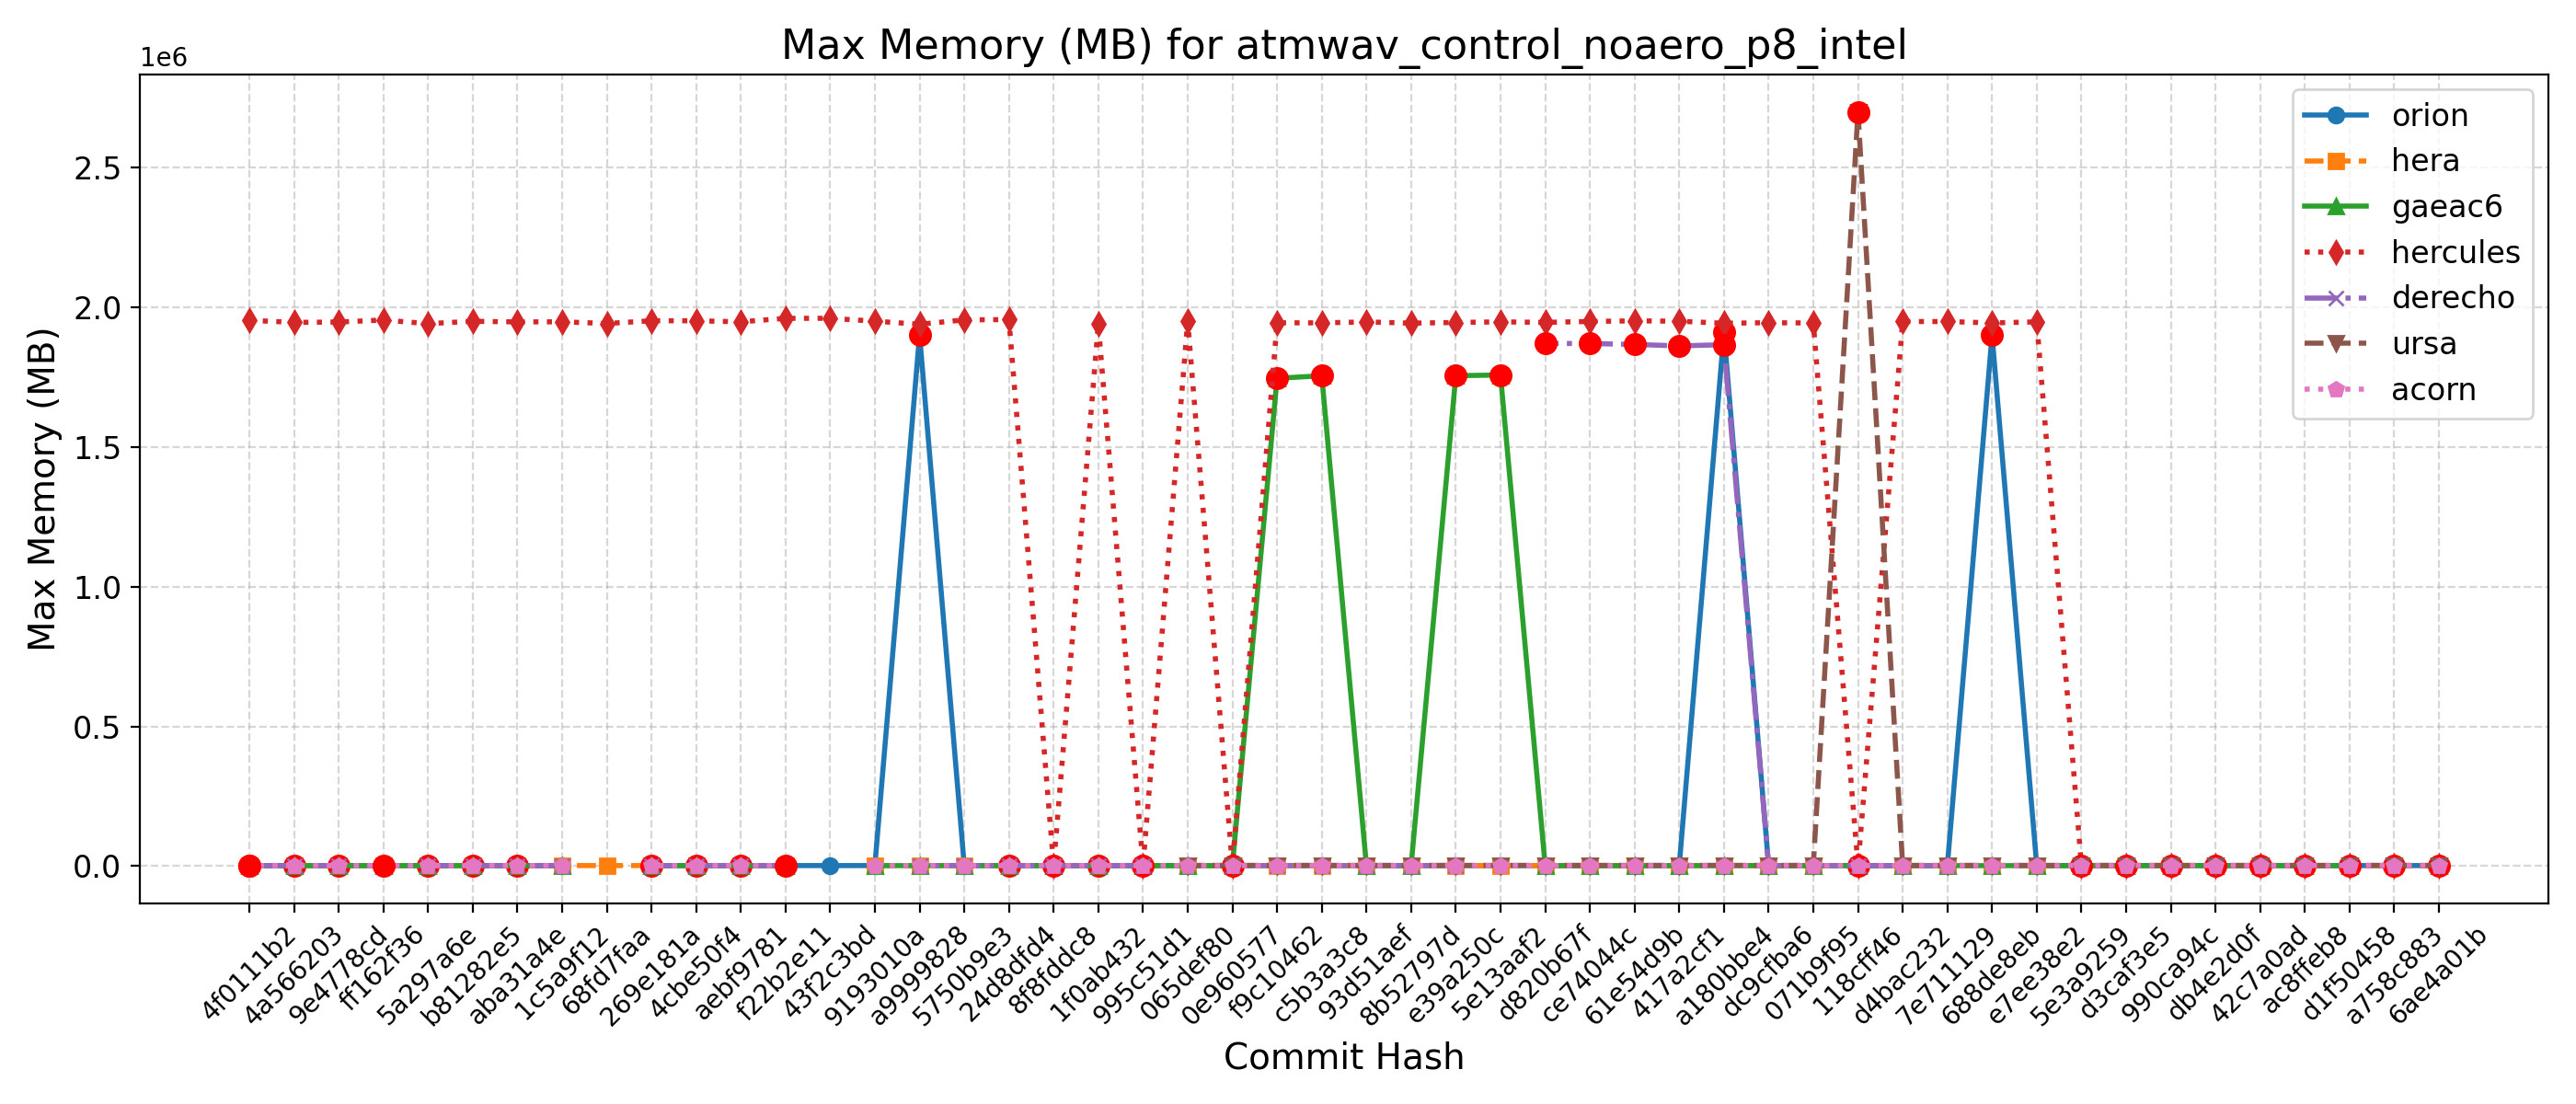 Max Memory (MB) for atmwav_control_noaero_p8_intel
1e6
Max Memory (MB)
2.5
2.0
1.5
1.0
0.5
0.0
orion
hera
gaeac6
hercules
derecho
ursa
acorn
4f0111b2
4a566203
9e4778cd
ff162f36
5a297a6e
b81282e5
aba31a4e
1c5a9f12
68fd7faa
269e181a
4cbe50f4
aebf9781
f22b2e11
43f2c3bd
9193010a
a9999828
5750b9e3
24d8dfd4
8f8fddc8
1f0ab432
995c51d1
065def80
0e960577
f9c10462
c5b3a3c8
93d51aef
8b52797d
e39a250c
5e13aaf2
d820b67f
ce74044c
61e54d9b
417a2cf1
a180bbe4
dc9cfba6
071b9f95
118cff46
d4bac232
7e711129
688de8eb
e7ee38e2
5e3a9259
d3caf3e5
990ca94c
db4e2d0f
42c7a0ad
ac8ffeb8
d1f50458
a758c883
6ae4a01b
Commit Hash